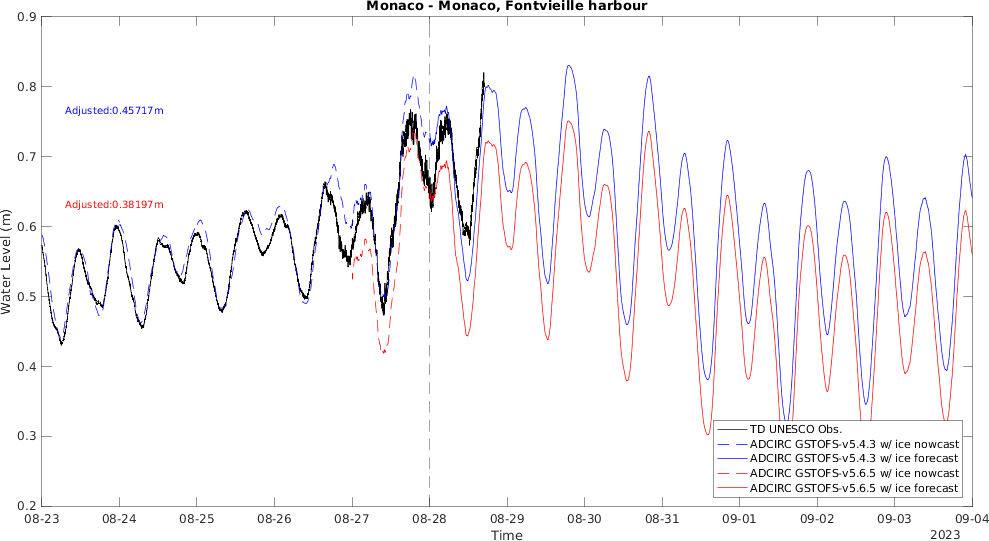 Monaco - Monaco, Fontvieille harbour
0.9
0.8
0.7
0.6
0.5
0.4
0.3
0.2
Water Level (m)
Adjusted:0.45717m
Adjusted:0.38197m
TD UNESCO Obs.
ADCIRC GSTOFS-v5.4.3 w/ ice nowcast
ADCIRC GSTOFS-v5.4.3 w/ ice forecast
ADCIRC GSTOFS-v5.6.5 w/ ice nowcast
ADCIRC GSTOFS-v5.6.5 w/ ice forecast
08-23 08-24 08-25 08-26 08-27 08-28 08-29 08-30 08-31 09-01 09-02 09-03 09-04
Time
2023